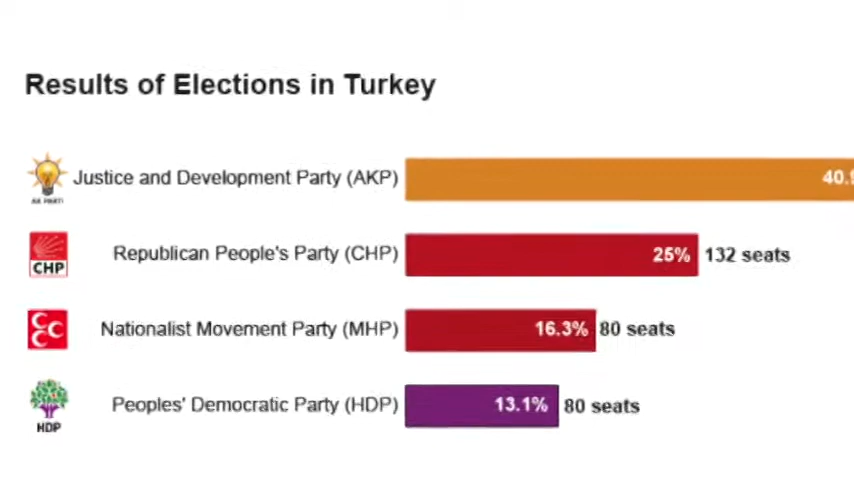 Results of Elections in Turkey
AK PARTI
Justice and Development Party (AKP)
CHP
Republican People's Party (CHP)
25% 132 seats
Nationalist Movement Party (MHP)
16.3% 80 seats
HDP
Peoples' Democratic Party (HDP)
13.1% 80 seats